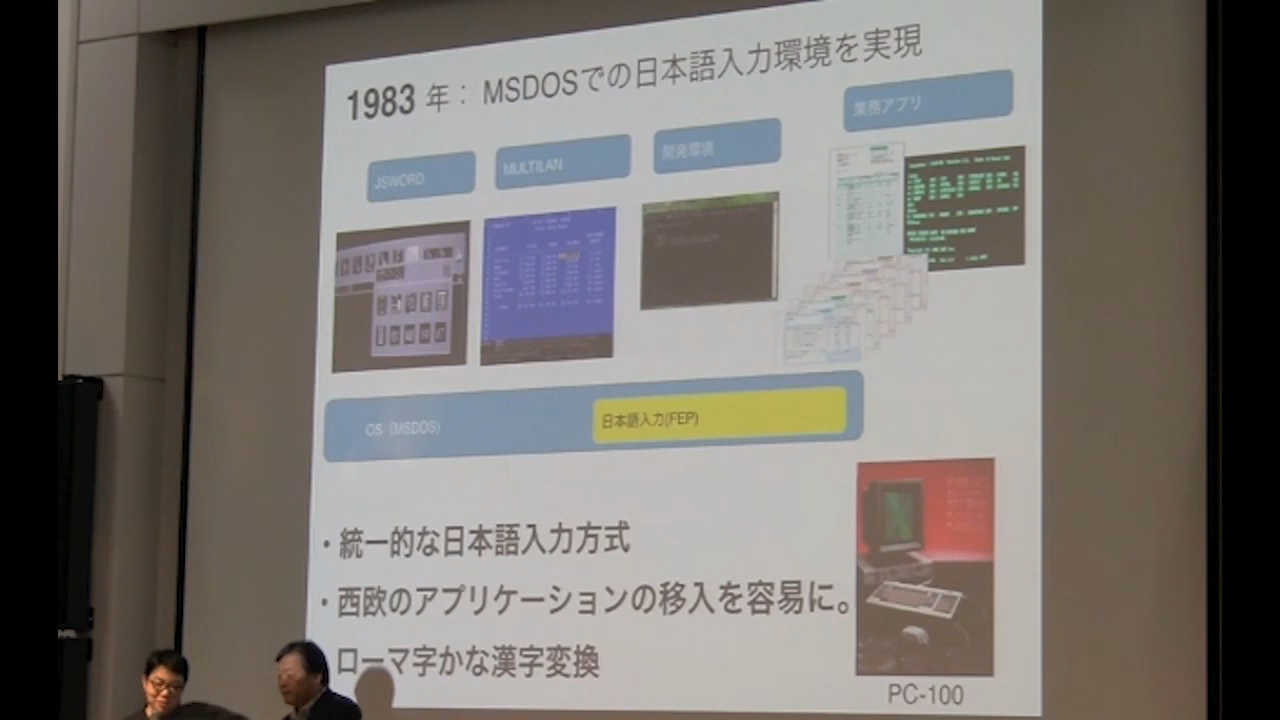 1983 年： MSDOSでの日本語入力環境を実現
JSWORD
MULTILAN
開発環境
業務アプリ
OS (MSDOS)
日本語入力(FEP)
・統一的な日本語入力方式
・西欧のアプリケーションの移入を容易に。
ローマ字かな漢字変換
PC-100